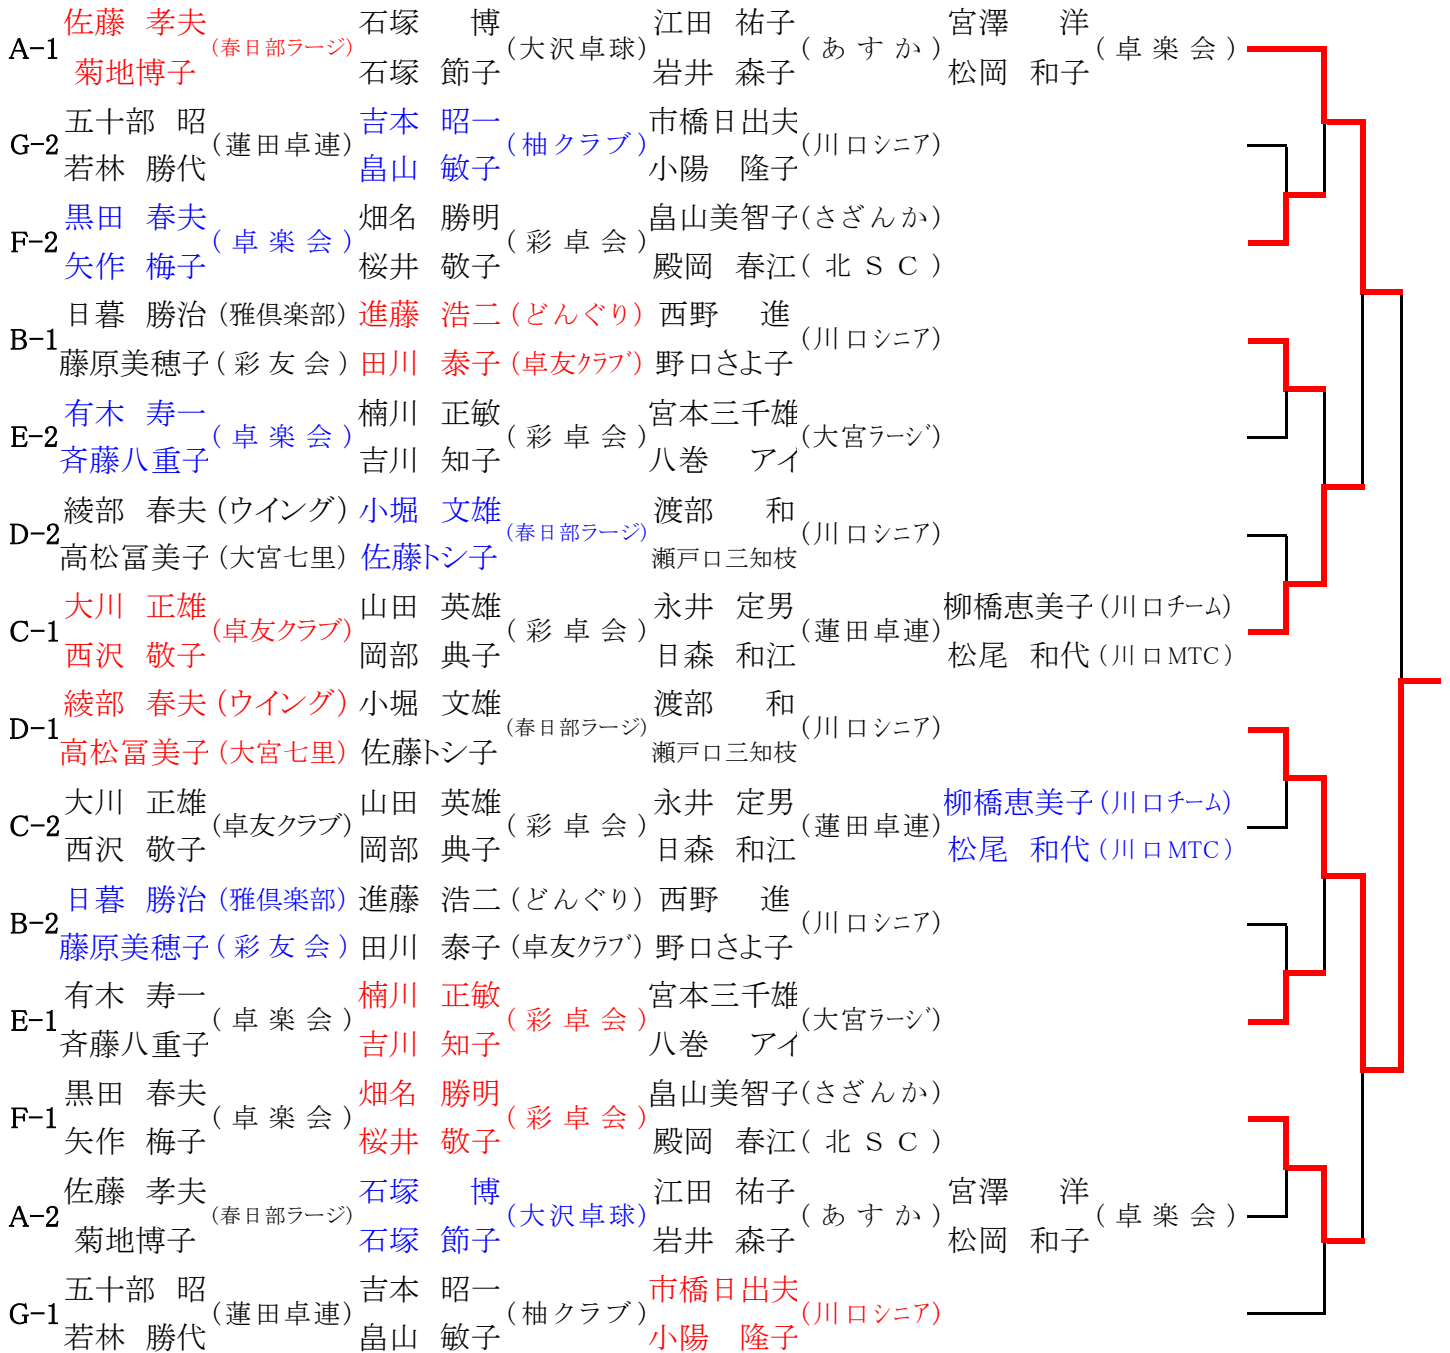 佐藤 孝夫 石塚 博 江田 祐子 宮澤 洋
A-1 (春日部ラージ) (大沢卓球) (あすか) (卓楽会)
菊地博子 石塚 節子 岩井 森子 松岡 和子
五十部 昭 吉本 昭一 市橋日出夫
G-2 (蓮田卓連) (柚クラブ) (川口シニア)
若林 勝代 畠山 敏子 小陽 隆子
黒田 春夫 畑名 勝明 畠山美智子(さざんか)
F-2 (卓楽会) (彩卓会)
矢作 梅子 桜井 敬子 殿岡 春江(北SC)
日暮 勝治(雅倶楽部) 進藤 浩二(どんぐり) 西野 進
B-1 (川口シニア)
藤原美穂子(彩友会) 田川 泰子(卓友クラブ) 野口さよ子
有木 寿一 楠川 正敏 宮本三千雄
E-2 (卓楽会) (彩卓会) (大宮ラージ)
斉藤八重子 吉川 知子 八巻 アイ
綾部 春夫(ウイング) 小堀 文雄 渡部 和
D-2 (春日部ラージ) (川口シニア)
高松冨美子(大宮七里) 佐藤トシ子 瀬戸口三知枝
大川 正雄 山田 英雄 永井 定男 柳橋恵美子(川口チーム)
C-1 (卓友クラブ) (彩卓会) (蓮田卓連)
西沢 敬子 岡部 典子 日森 和江 松尾 和代(川口MTC)
綾部 春夫(ウイング) 小堀 文雄 渡部 和
D-1 (春日部ラージ) (川口シニア)
高松冨美子(大宮七里) 佐藤トシ子 瀬戸口三知枝
大川 正雄 山田 英雄 永井 定男 柳橋恵美子(川口チーム)
C-2 (卓友クラブ) (彩卓会) (蓮田卓連)
西沢 敬子 岡部 典子 日森 和江 松尾 和代(川口MTC)
日暮 勝治(雅倶楽部) 進藤 浩二(どんぐり) 西野 進
B-2 (川口シニア)
藤原美穂子(彩友会) 田川 泰子(卓友クラブ) 野口さよ子
有木 寿一 楠川 正敏 宮本三千雄
E-1 (卓楽会) (彩卓会) (大宮ラージ)
斉藤八重子 吉川 知子 八巻 アイ
黒田 春夫 畑名 勝明 畠山美智子(さざんか)
F-1 (卓楽会) (彩卓会)
矢作 梅子 桜井 敬子 殿岡 春江(北SC)
佐藤 孝夫 石塚 博 江田 祐子 宮澤 洋
A-2 (春日部ラージ) (大沢卓球) (あすか) (卓楽会)
菊地博子 石塚 節子 岩井 森子 松岡 和子
五十部 昭 吉本 昭一 市橋日出夫
G-1 (蓮田卓連) (柚クラブ) (川口シニア)
若林 勝代 畠山 敏子 小陽 隆子